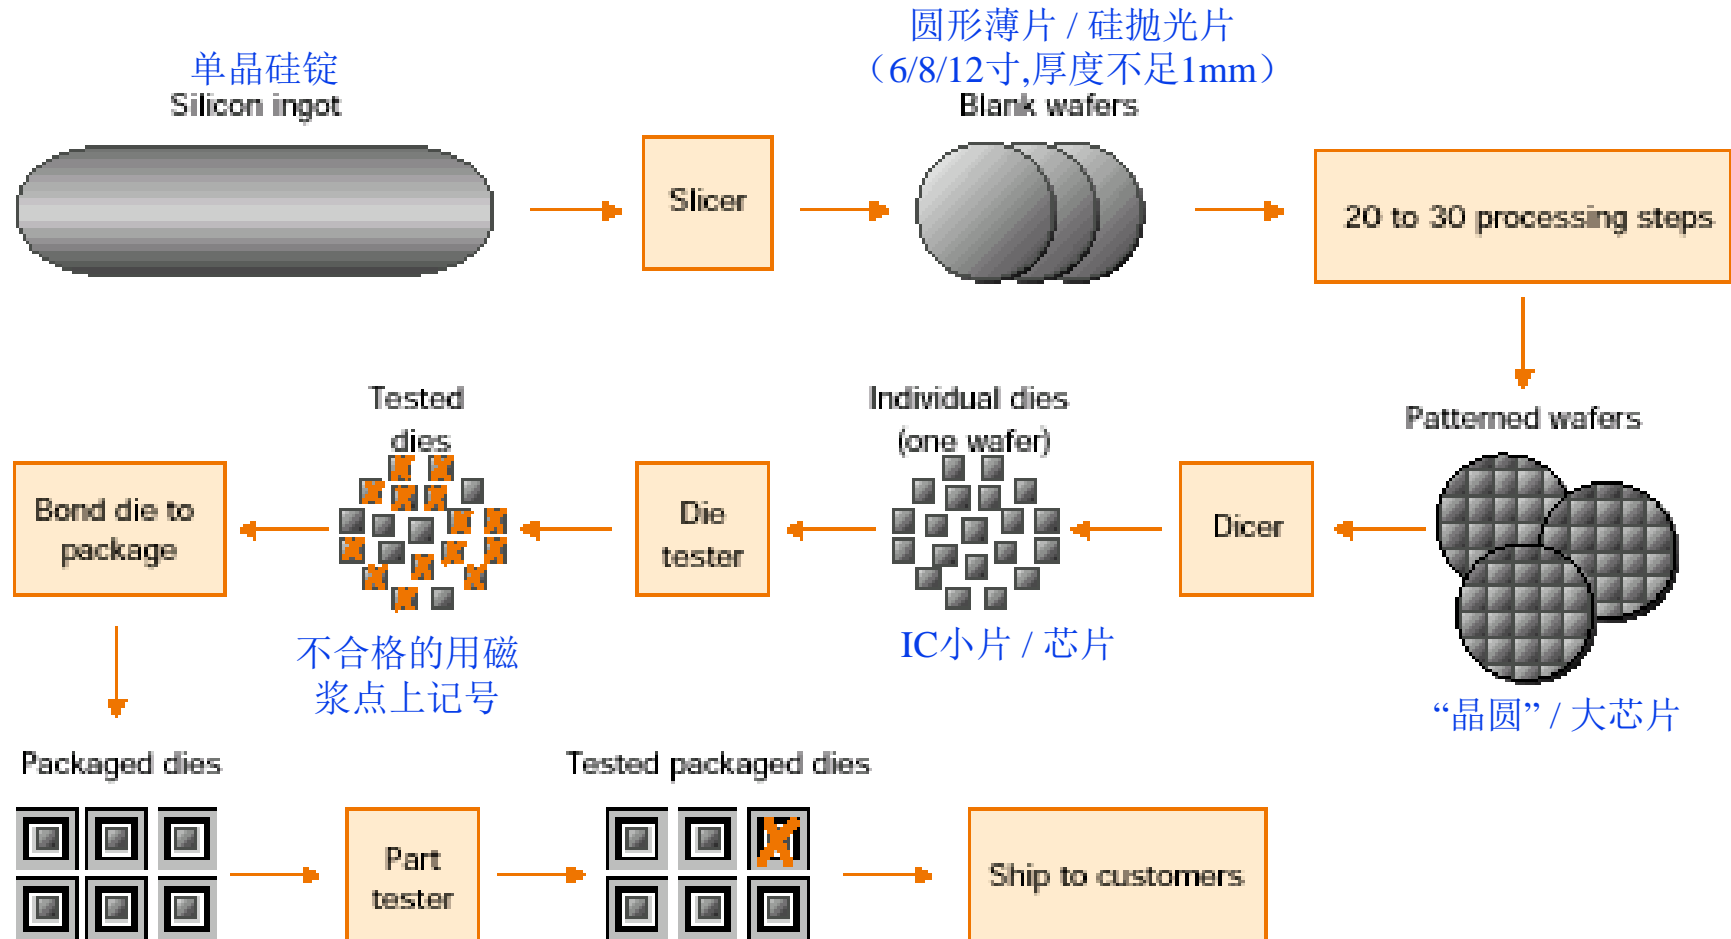 单晶硅锭
Silicon ingot
圆形薄片 / 硅抛光片
（6/8/12寸,厚度不足1mm）
Blank wafers
Slicer
20 to 30 processing steps
Tested
dies
Individual dies
(one wafer)
Patterned wafers
Bond die to
package
Die
tester
Dicer
不合格的用磁
浆点上记号
IC小片 / 芯片
“晶圆” / 大芯片
Packaged dies
Tested packaged dies
Part
tester
Ship to customers